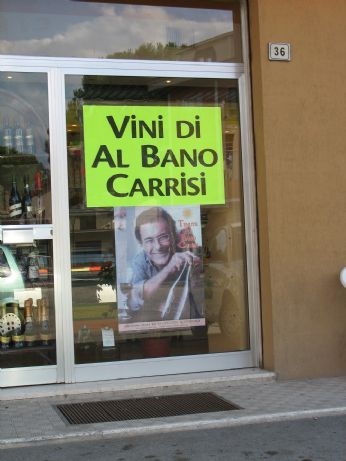 36
VINI DI
AL BANO
CARRISI